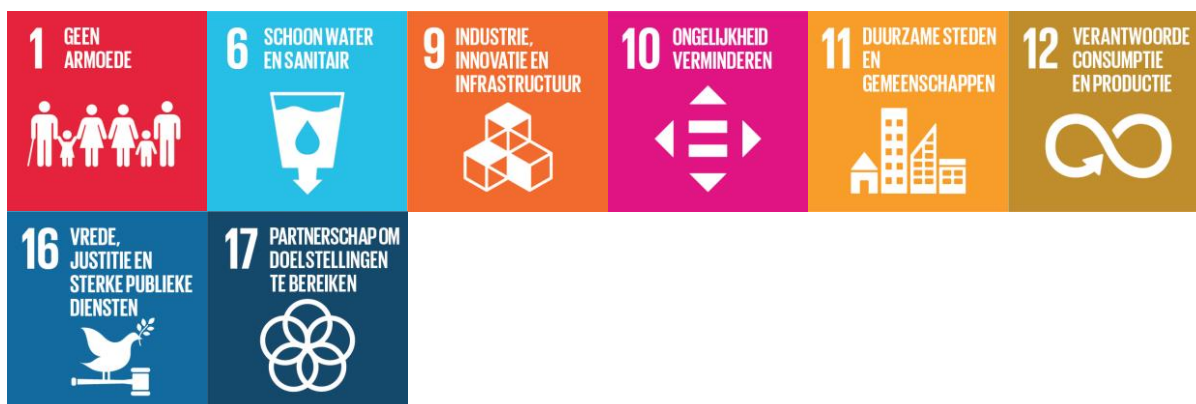 1 GEEN
ARMOEDE
6 SCHOON WATER
EN SANITAIR
9 INDUSTRIE,
INNOVATIE EN
INFRASTRUCTUUR
10 ONGELIJKHEID
VERMINDEREN
11 DUURZAME STEDEN
EN
GEMEENSCHAPPEN
12 VERANTWOORDE
CONSUMPTIE
EN PRODUCTIE
16 VREDE,
JUSTITIE EN
STERKE PUBLIEKE
DIENSTEN
17 PARTNERSCHAP OM
DOELSTELLINGEN
TE BEREIKEN